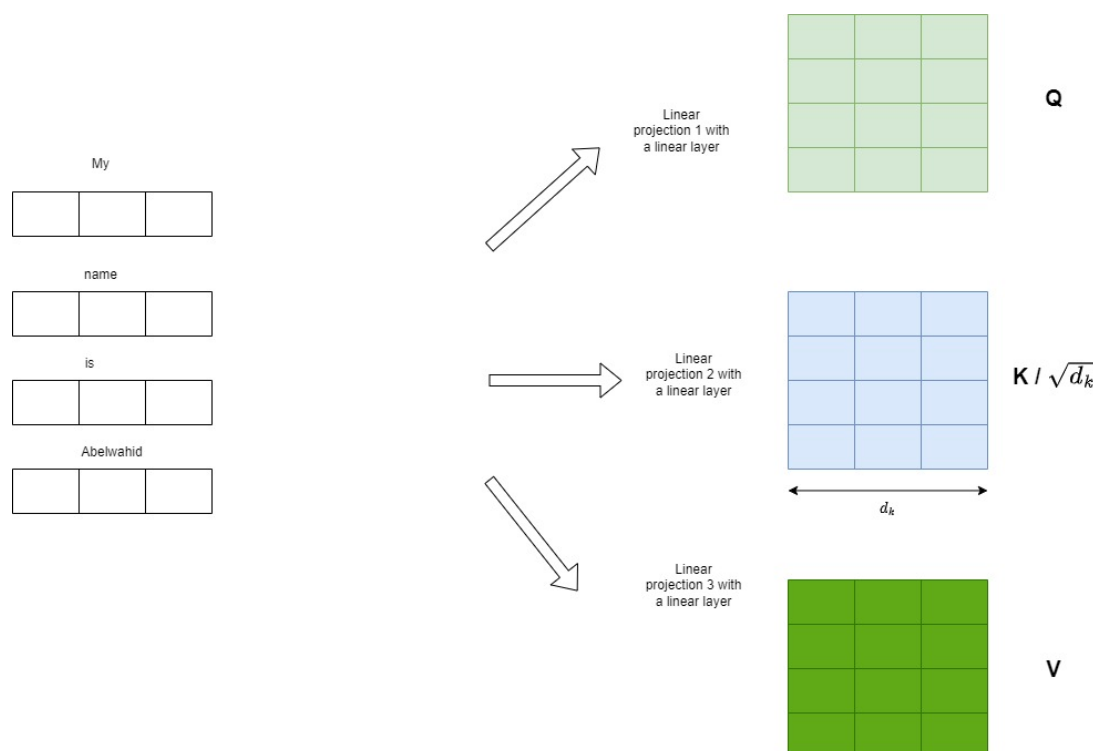 My
name
is
Abelwahid
Linear
projection 1 with
a linear layer
Q
Linear
projection 2 with
a linear layer
K / √d_k
d_k
Linear
projection 3 with
a linear layer
V